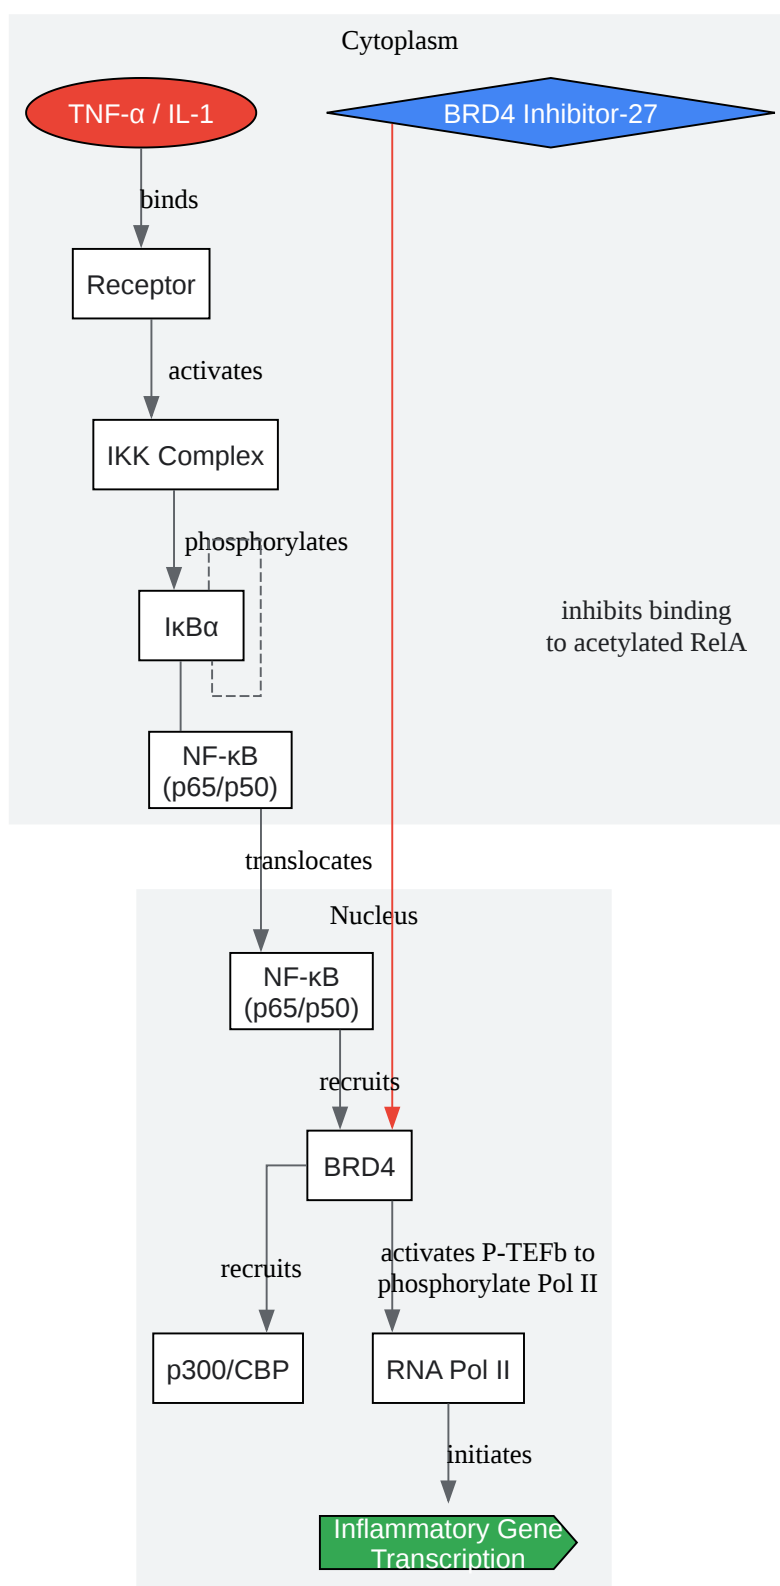 Cytoplasm
TNF-α / IL-1
BRD4 Inhibitor-27
binds
Receptor
activates
IKK Complex
phosphorylates
IκBα
inhibits binding
to acetylated RelA
NF-κB
(p65/p50)
translocates
Nucleus
NF-κB
(p65/p50)
recruits
BRD4
recruits
activates P-TEFb to
phosphorylate Pol II
p300/CBP
RNA Pol II
initiates
Inflammatory Gene
Transcription